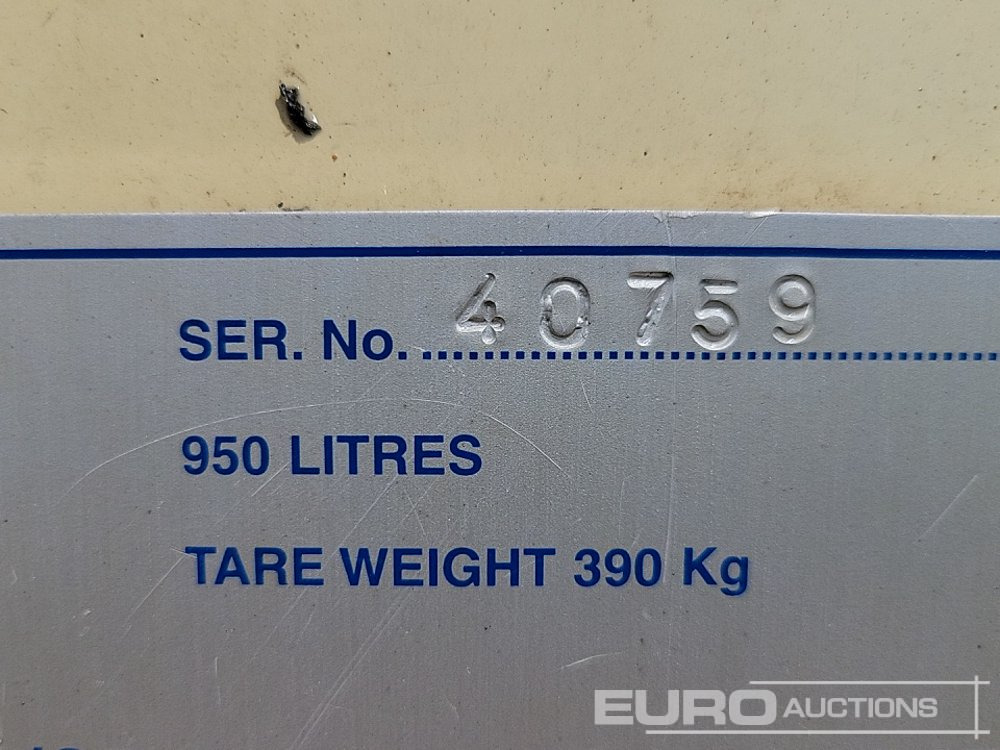 SER. No. 40759
950 LITRES
TARE WEIGHT 390 Kg
EURO AUCTIONS